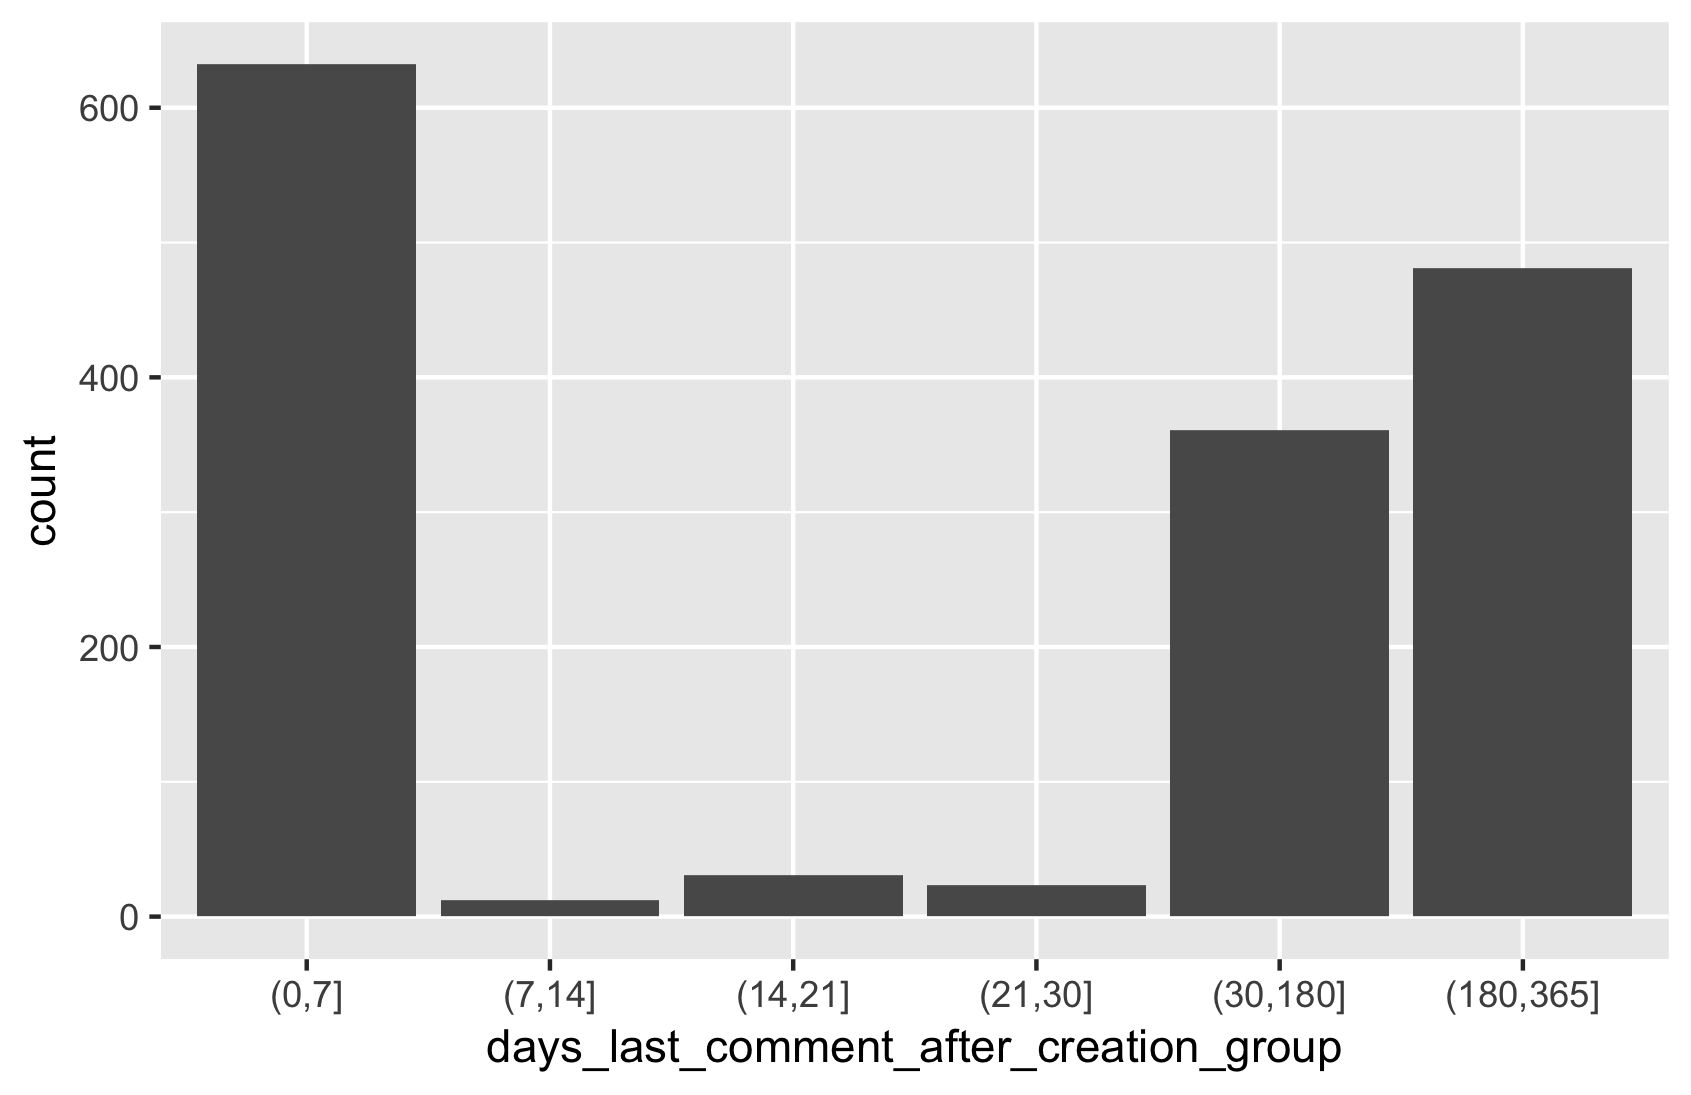 600
400
200
0
count
(0,7] (7,14] (14,21] (21,30] (30,180] (180,365]
days_last_comment_after_creation_group